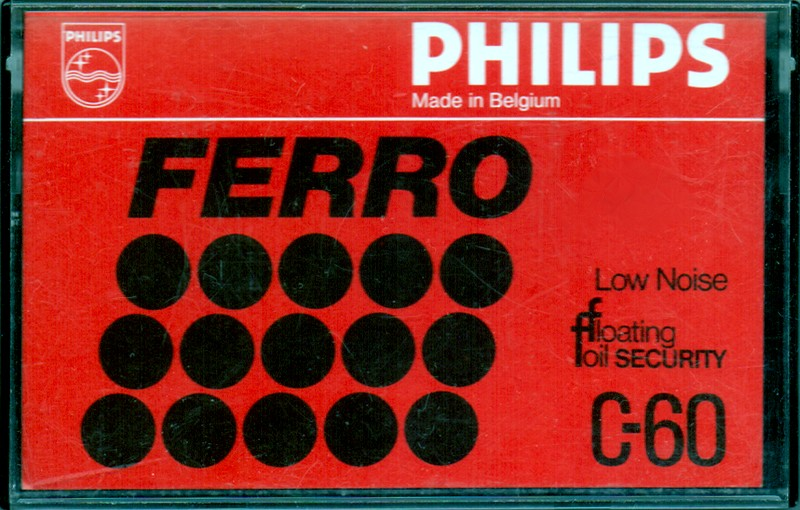 PHILIPS
PHILIPS
Made in Belgium
FERRO
Low Noise
floating
foil SECURITY
C-60